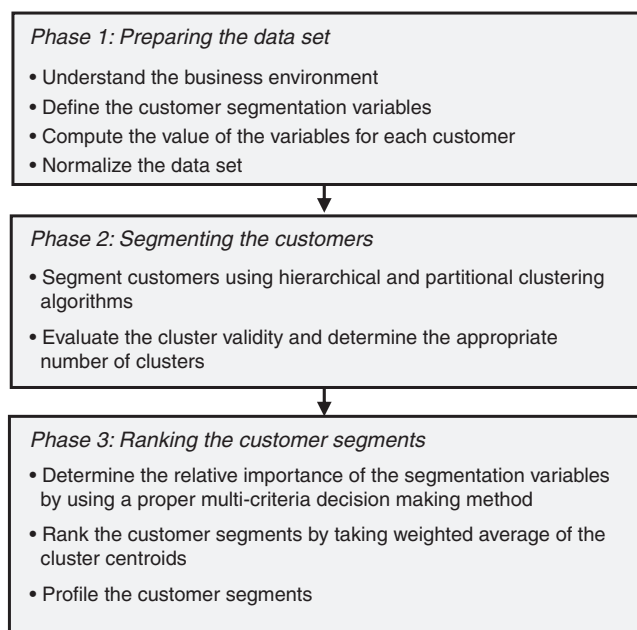 Phase 1: Preparing the data set
• Understand the business environment
• Define the customer segmentation variables
• Compute the value of the variables for each customer
• Normalize the data set
Phase 2: Segmenting the customers
• Segment customers using hierarchical and partitional clustering
algorithms
• Evaluate the cluster validity and determine the appropriate
number of clusters
Phase 3: Ranking the customer segments
• Determine the relative importance of the segmentation variables
by using a proper multi-criteria decision making method
• Rank the customer segments by taking weighted average of the
cluster centroids
• Profile the customer segments